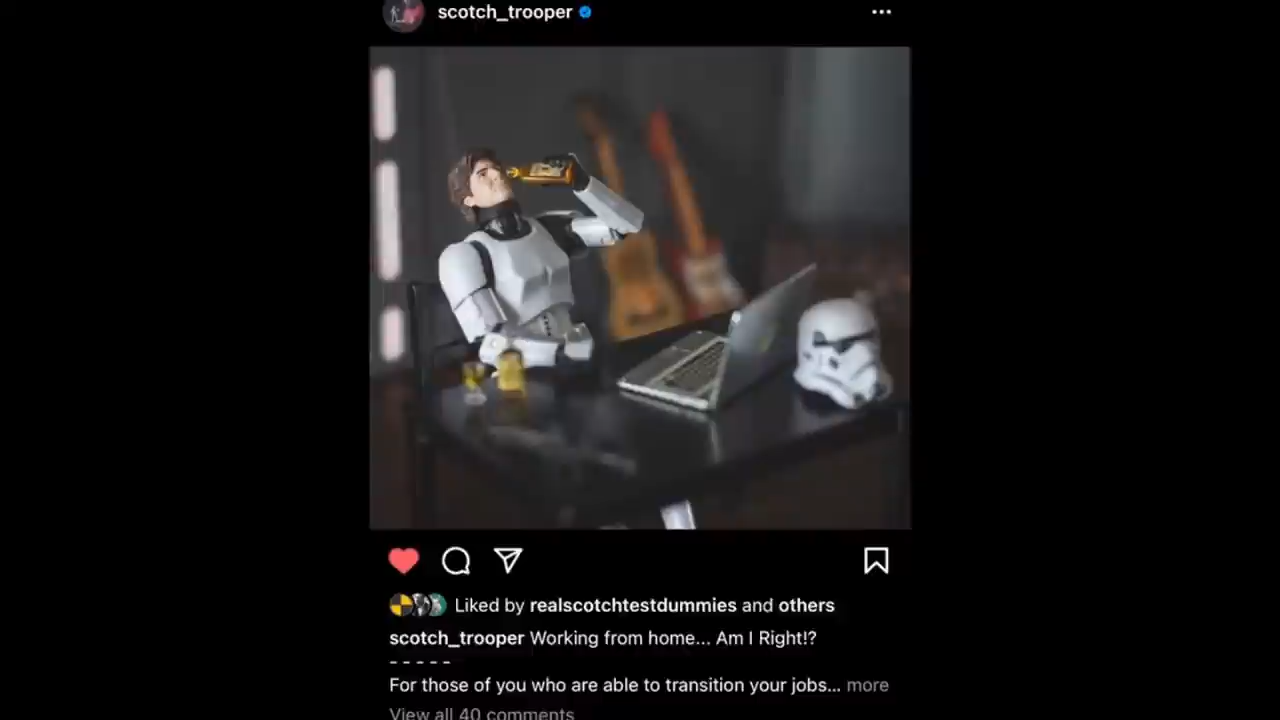 scotch_trooper
Liked by realscotchtestdummies and others
scotch_trooper Working from home... Am I Right!?
- - - - -
For those of you who are able to transition your jobs... more
View all 40 comments